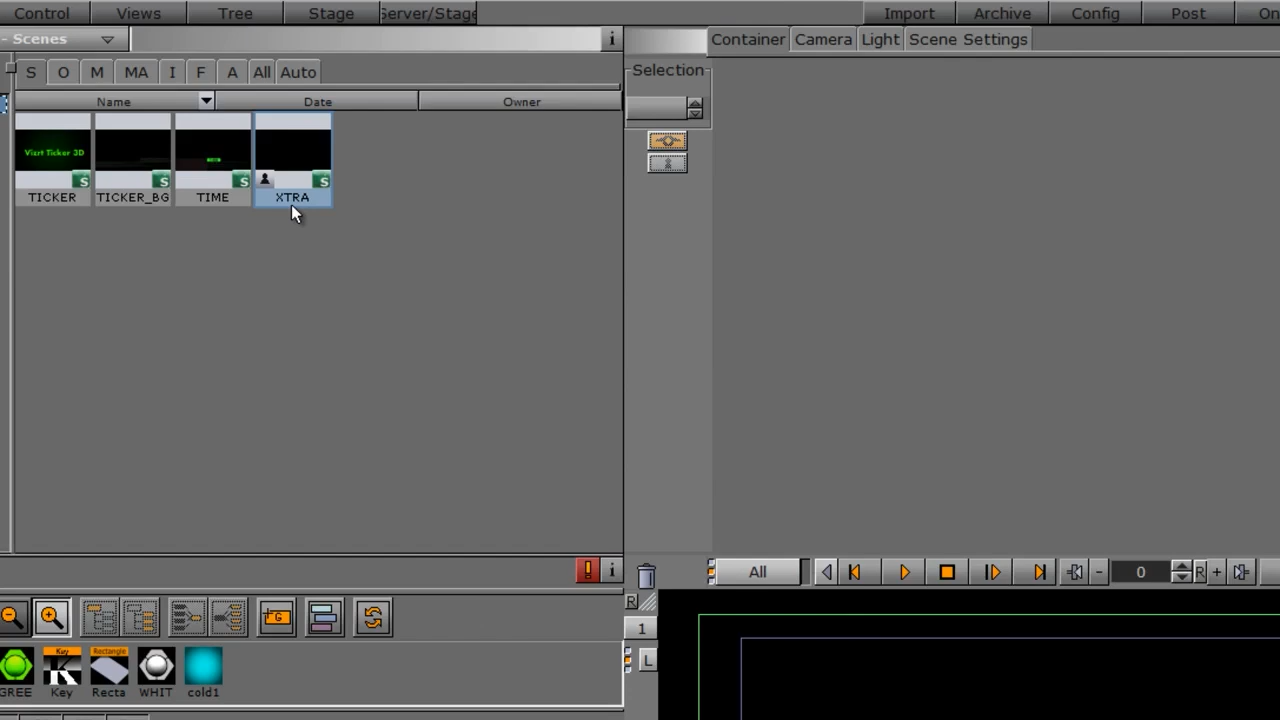 Control Views Tree Stage Server/Stage Import Archive Config Post On
- Scenes i Container Camera Light Scene Settings
S O M MA I F A All Auto
Selection
Name Date Owner
Vizrt Ticker 3D
S S S S
TICKER TICKER_BG TIME XTRA
! i
All 0 R +
R
1
G
L
Key Rectangle
K
GREE Key Recta WHIT cold1